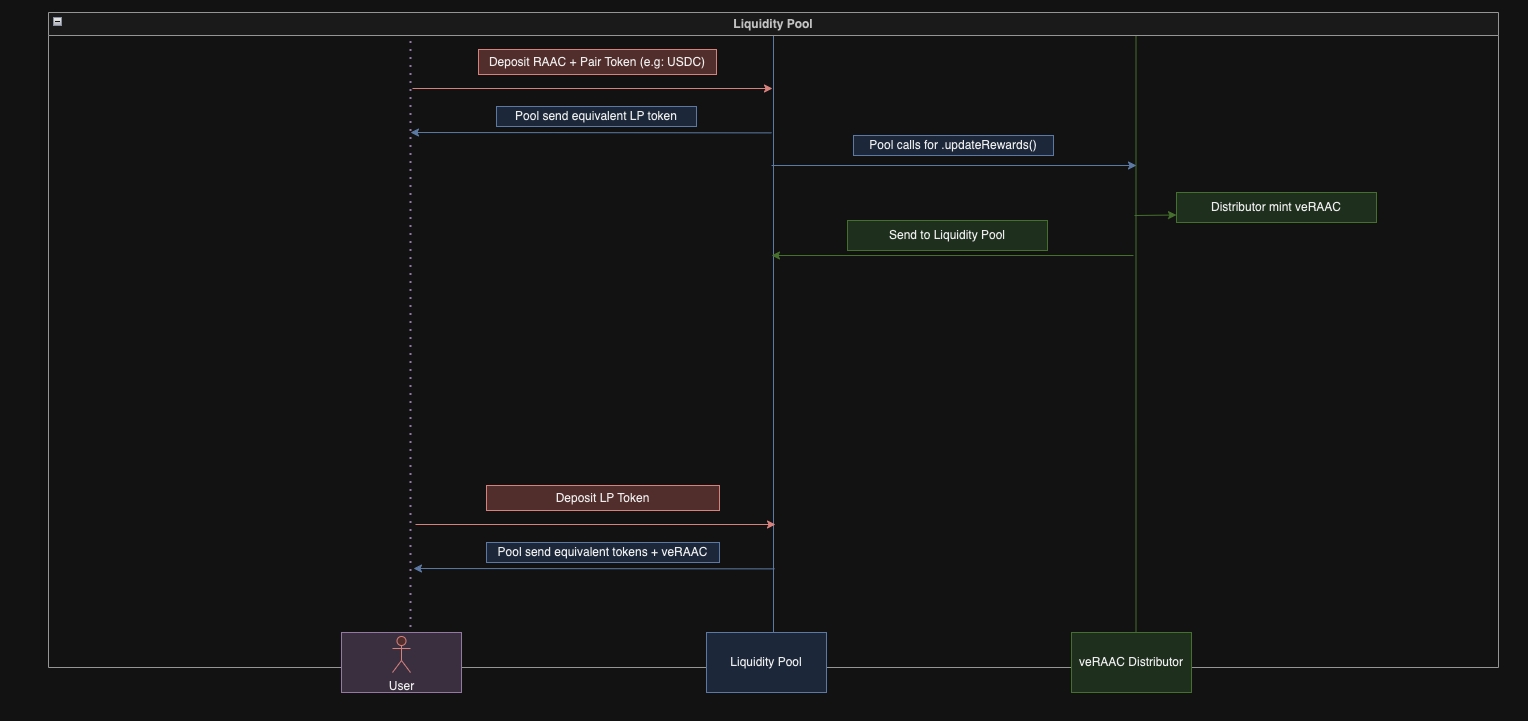 Liquidity Pool
Deposit RAAC + Pair Token (e.g: USDC)
Pool send equivalent LP token
Pool calls for .updateRewards()
Distributor mint veRAAC
Send to Liquidity Pool
Deposit LP Token
Pool send equivalent tokens + veRAAC
User
Liquidity Pool
veRAAC Distributor